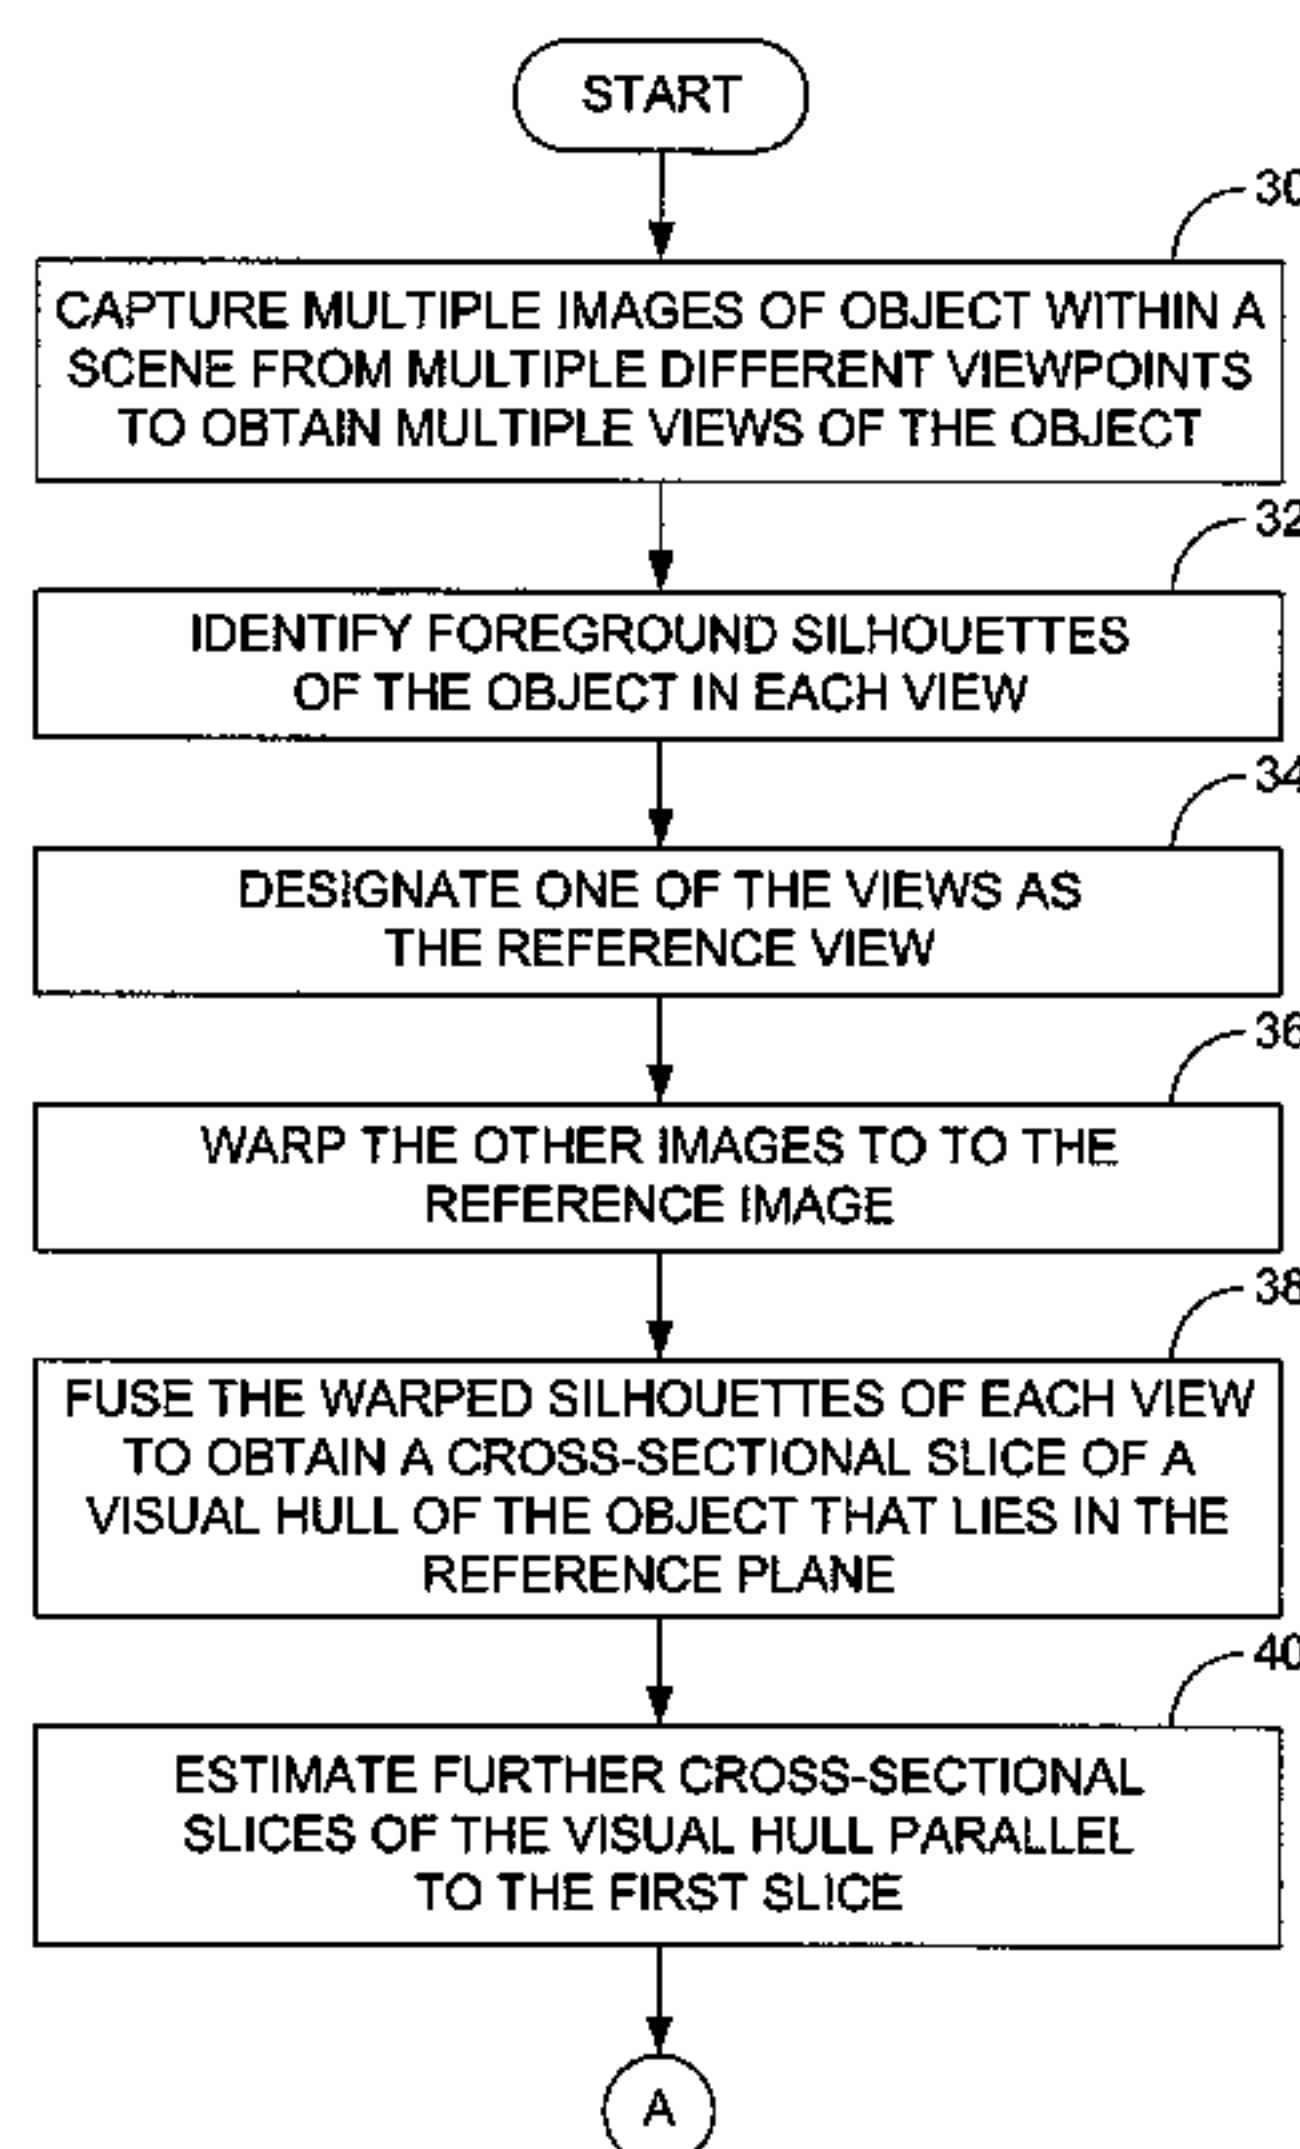 START
30
CAPTURE MULTIPLE IMAGES OF OBJECT WITHIN A
SCENE FROM MULTIPLE DIFFERENT VIEWPOINTS
TO OBTAIN MULTIPLE VIEWS OF THE OBJECT
32
IDENTIFY FOREGROUND SILHOUETTES
OF THE OBJECT IN EACH VIEW
34
DESIGNATE ONE OF THE VIEWS AS
THE REFERENCE VIEW
36
WARP THE OTHER IMAGES TO TO THE
REFERENCE IMAGE
38
FUSE THE WARPED SILHOUETTES OF EACH VIEW
TO OBTAIN A CROSS-SECTIONAL SLICE OF A
VISUAL HULL OF THE OBJECT THAT LIES IN THE
REFERENCE PLANE
40
ESTIMATE FURTHER CROSS-SECTIONAL
SLICES OF THE VISUAL HULL PARALLEL
TO THE FIRST SLICE
A